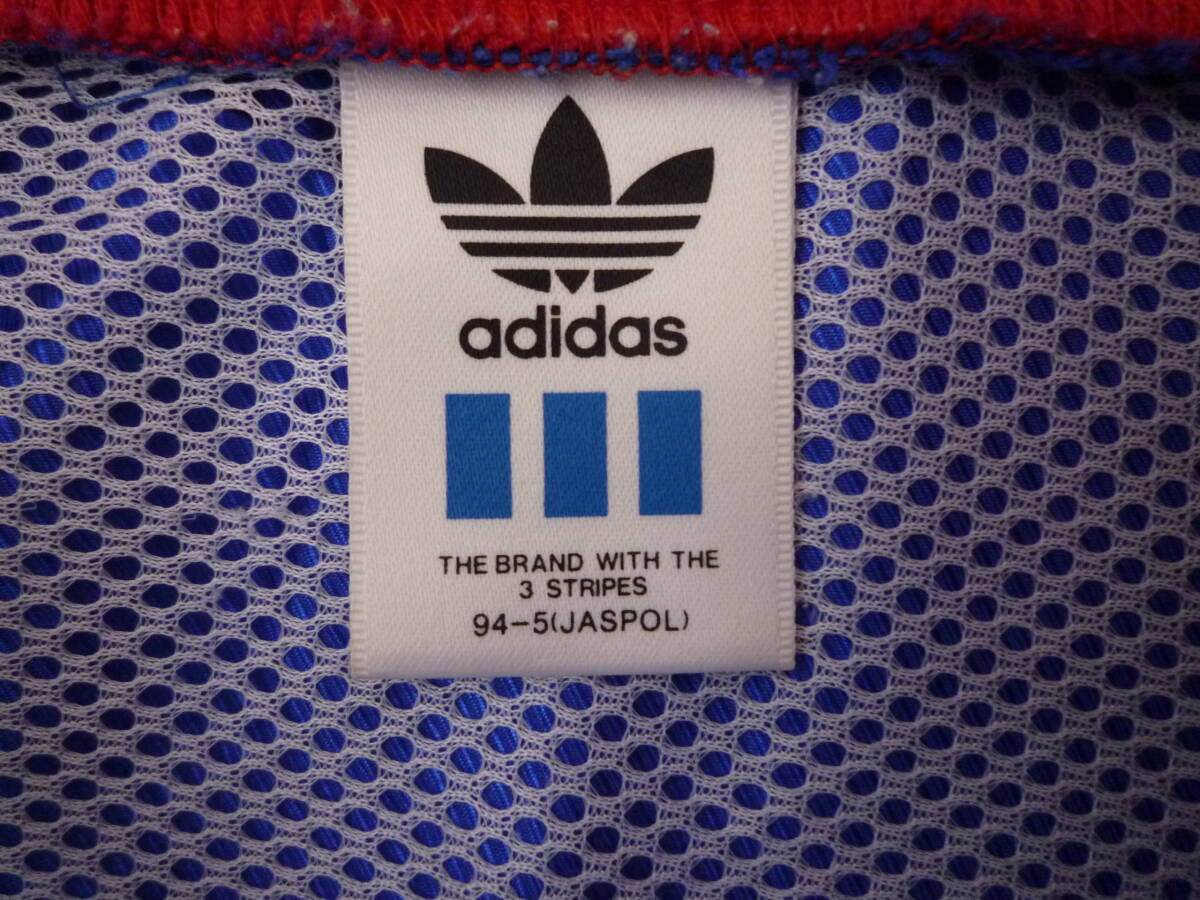 adidas
THE BRAND WITH THE
3 STRIPES
94-5(JASPOL)